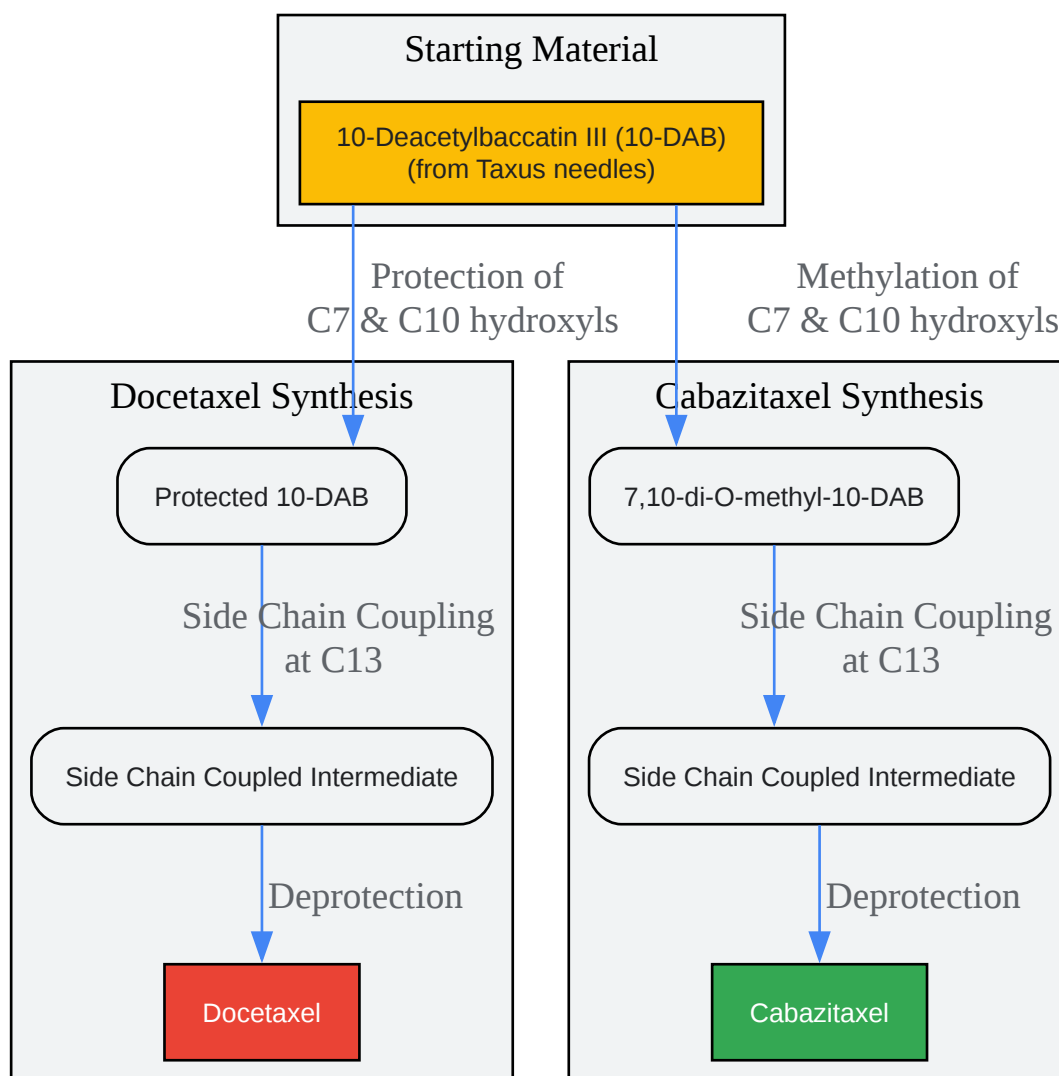 Starting Material
10-Deacetylbaccatin III (10-DAB)
(from Taxus needles)
Protection of
C7 & C10 hydroxyls
Methylation of
C7 & C10 hydroxyls
Docetaxel Synthesis
Protected 10-DAB
Side Chain Coupling
at C13
Side Chain Coupled Intermediate
Deprotection
Docetaxel
Cabazitaxel Synthesis
7,10-di-O-methyl-10-DAB
Side Chain Coupling
at C13
Side Chain Coupled Intermediate
Deprotection
Cabazitaxel